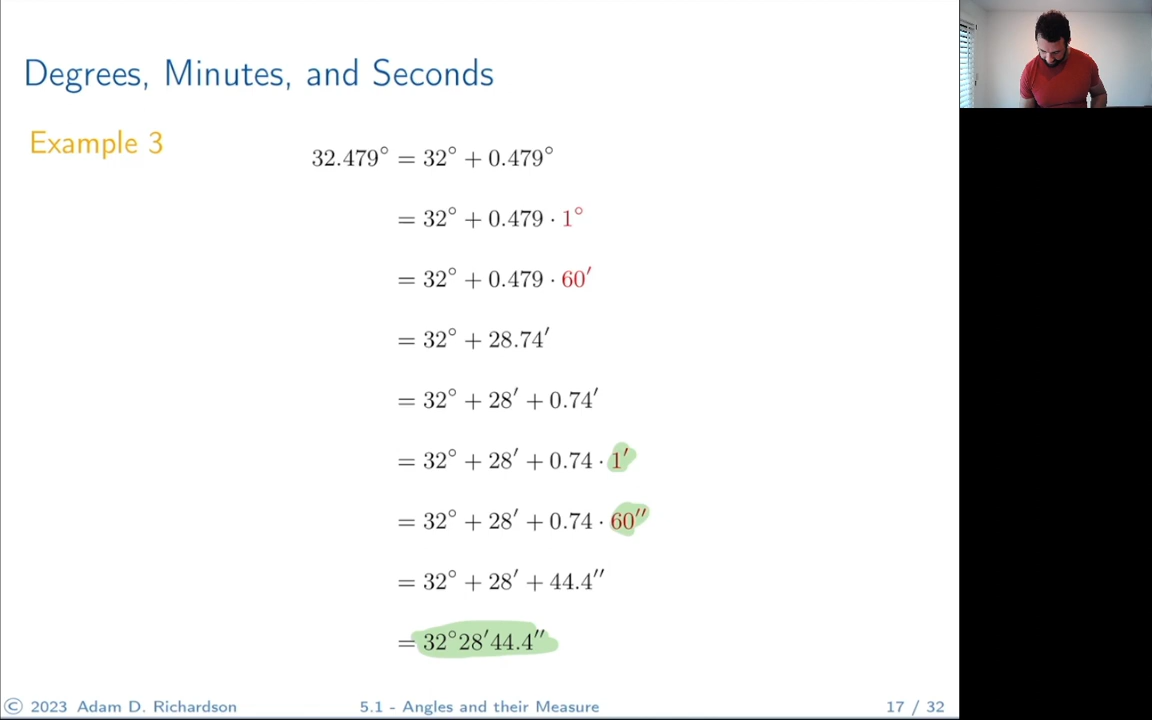 Degrees, Minutes, and Seconds
Example 3
32.479° = 32° + 0.479°
= 32° + 0.479 · 1°
= 32° + 0.479 · 60′
= 32° + 28.74′
= 32° + 28′ + 0.74′
= 32° + 28′ + 0.74 · 1′
= 32° + 28′ + 0.74 · 60″
= 32° + 28′ + 44.4″
= 32°28′44.4″
© 2023 Adam D. Richardson 5.1 - Angles and their Measure 17 / 32